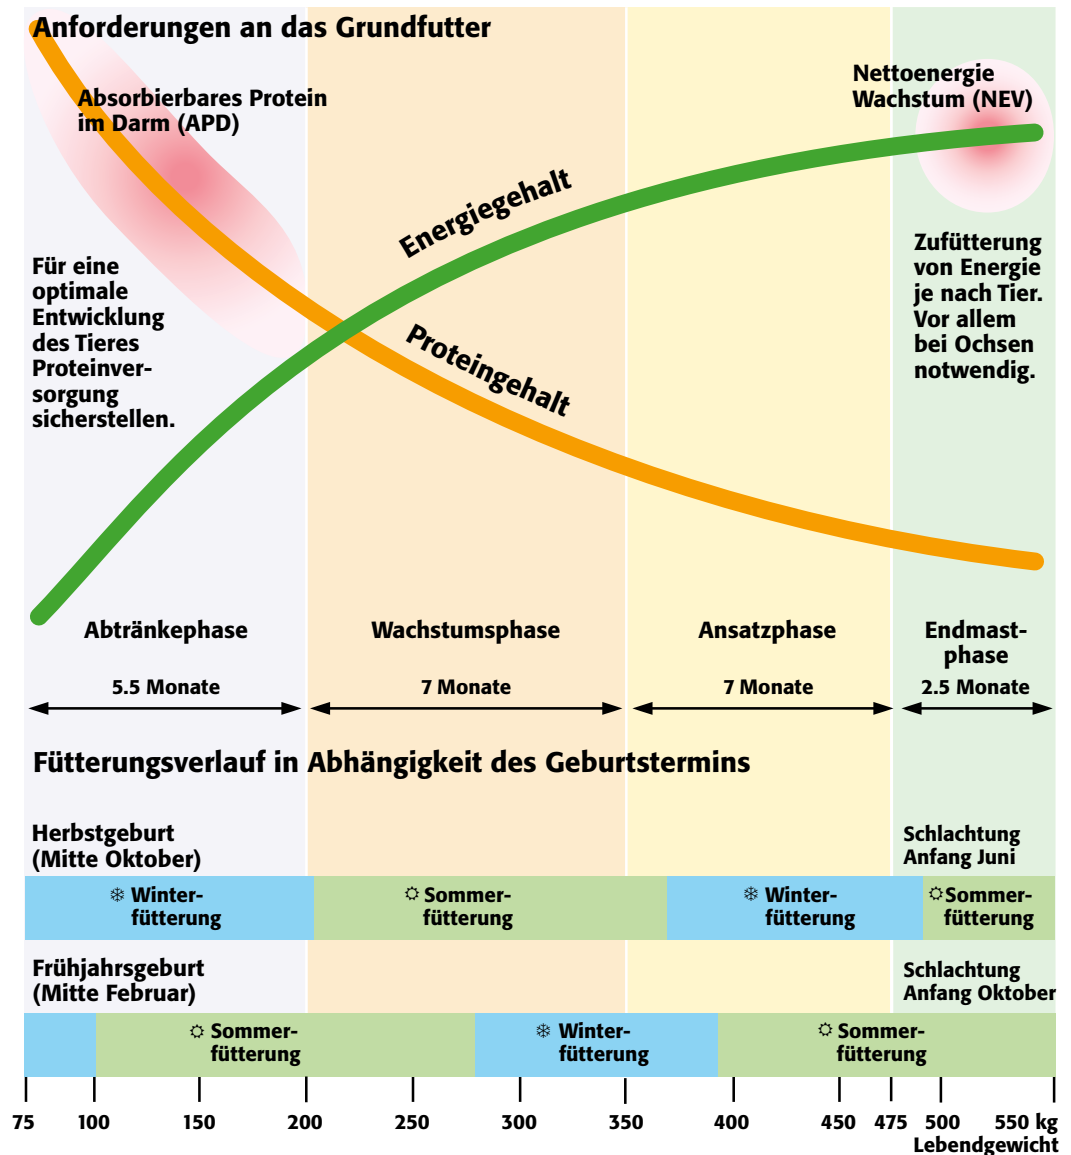 Anforderungen an das Grundfutter
Absorbierbares Protein
im Darm (APD)
Nettoenergie
Wachstum (NEV)
Energiegehalt
Proteingehalt
Für eine
optimale
Entwicklung
des Tieres
Proteinver-
sorgung
sicherstellen.
Zufütterung
von Energie
je nach Tier.
Vor allem
bei Ochsen
notwendig.
Abtränkephase
Wachstumsphase
Ansatzphase
Endmast-
phase
5.5 Monate
7 Monate
7 Monate
2.5 Monate
Fütterungsverlauf in Abhängigkeit des Geburtstermins
Herbstgeburt
(Mitte Oktober)
Schlachtung
Anfang Juni
Winter-
fütterung
Sommer-
fütterung
Winter-
fütterung
Sommer-
fütterung
Frühjahrsgeburt
(Mitte Februar)
Schlachtung
Anfang Oktober
Sommer-
fütterung
Winter-
fütterung
Sommer-
fütterung
75 100 150 200 250 300 350 400 450 475 500 550 kg
Lebendgewicht